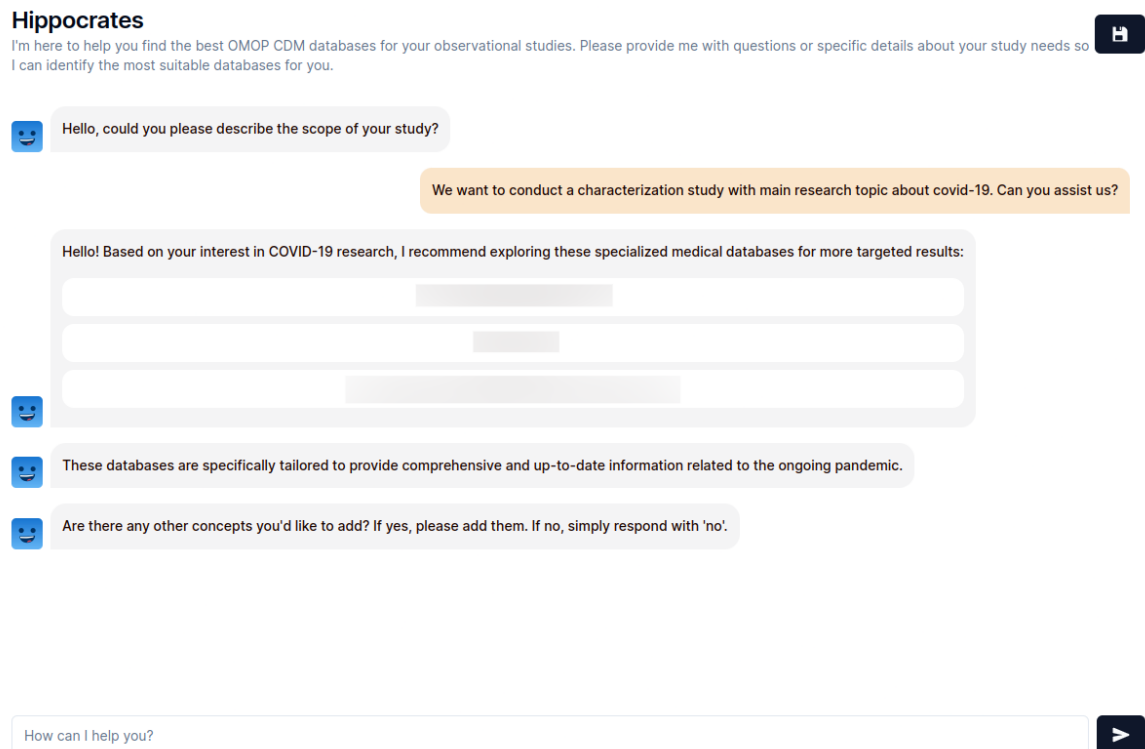 Hippocrates
I'm here to help you find the best OMOP CDM databases for your observational studies. Please provide me with questions or specific details about your study needs so
I can identify the most suitable databases for you.
Hello, could you please describe the scope of your study?
We want to conduct a characterization study with main research topic about covid-19. Can you assist us?
Hello! Based on your interest in COVID-19 research, I recommend exploring these specialized medical databases for more targeted results:
These databases are specifically tailored to provide comprehensive and up-to-date information related to the ongoing pandemic.
Are there any other concepts you'd like to add? If yes, please add them. If no, simply respond with 'no'.
How can I help you?